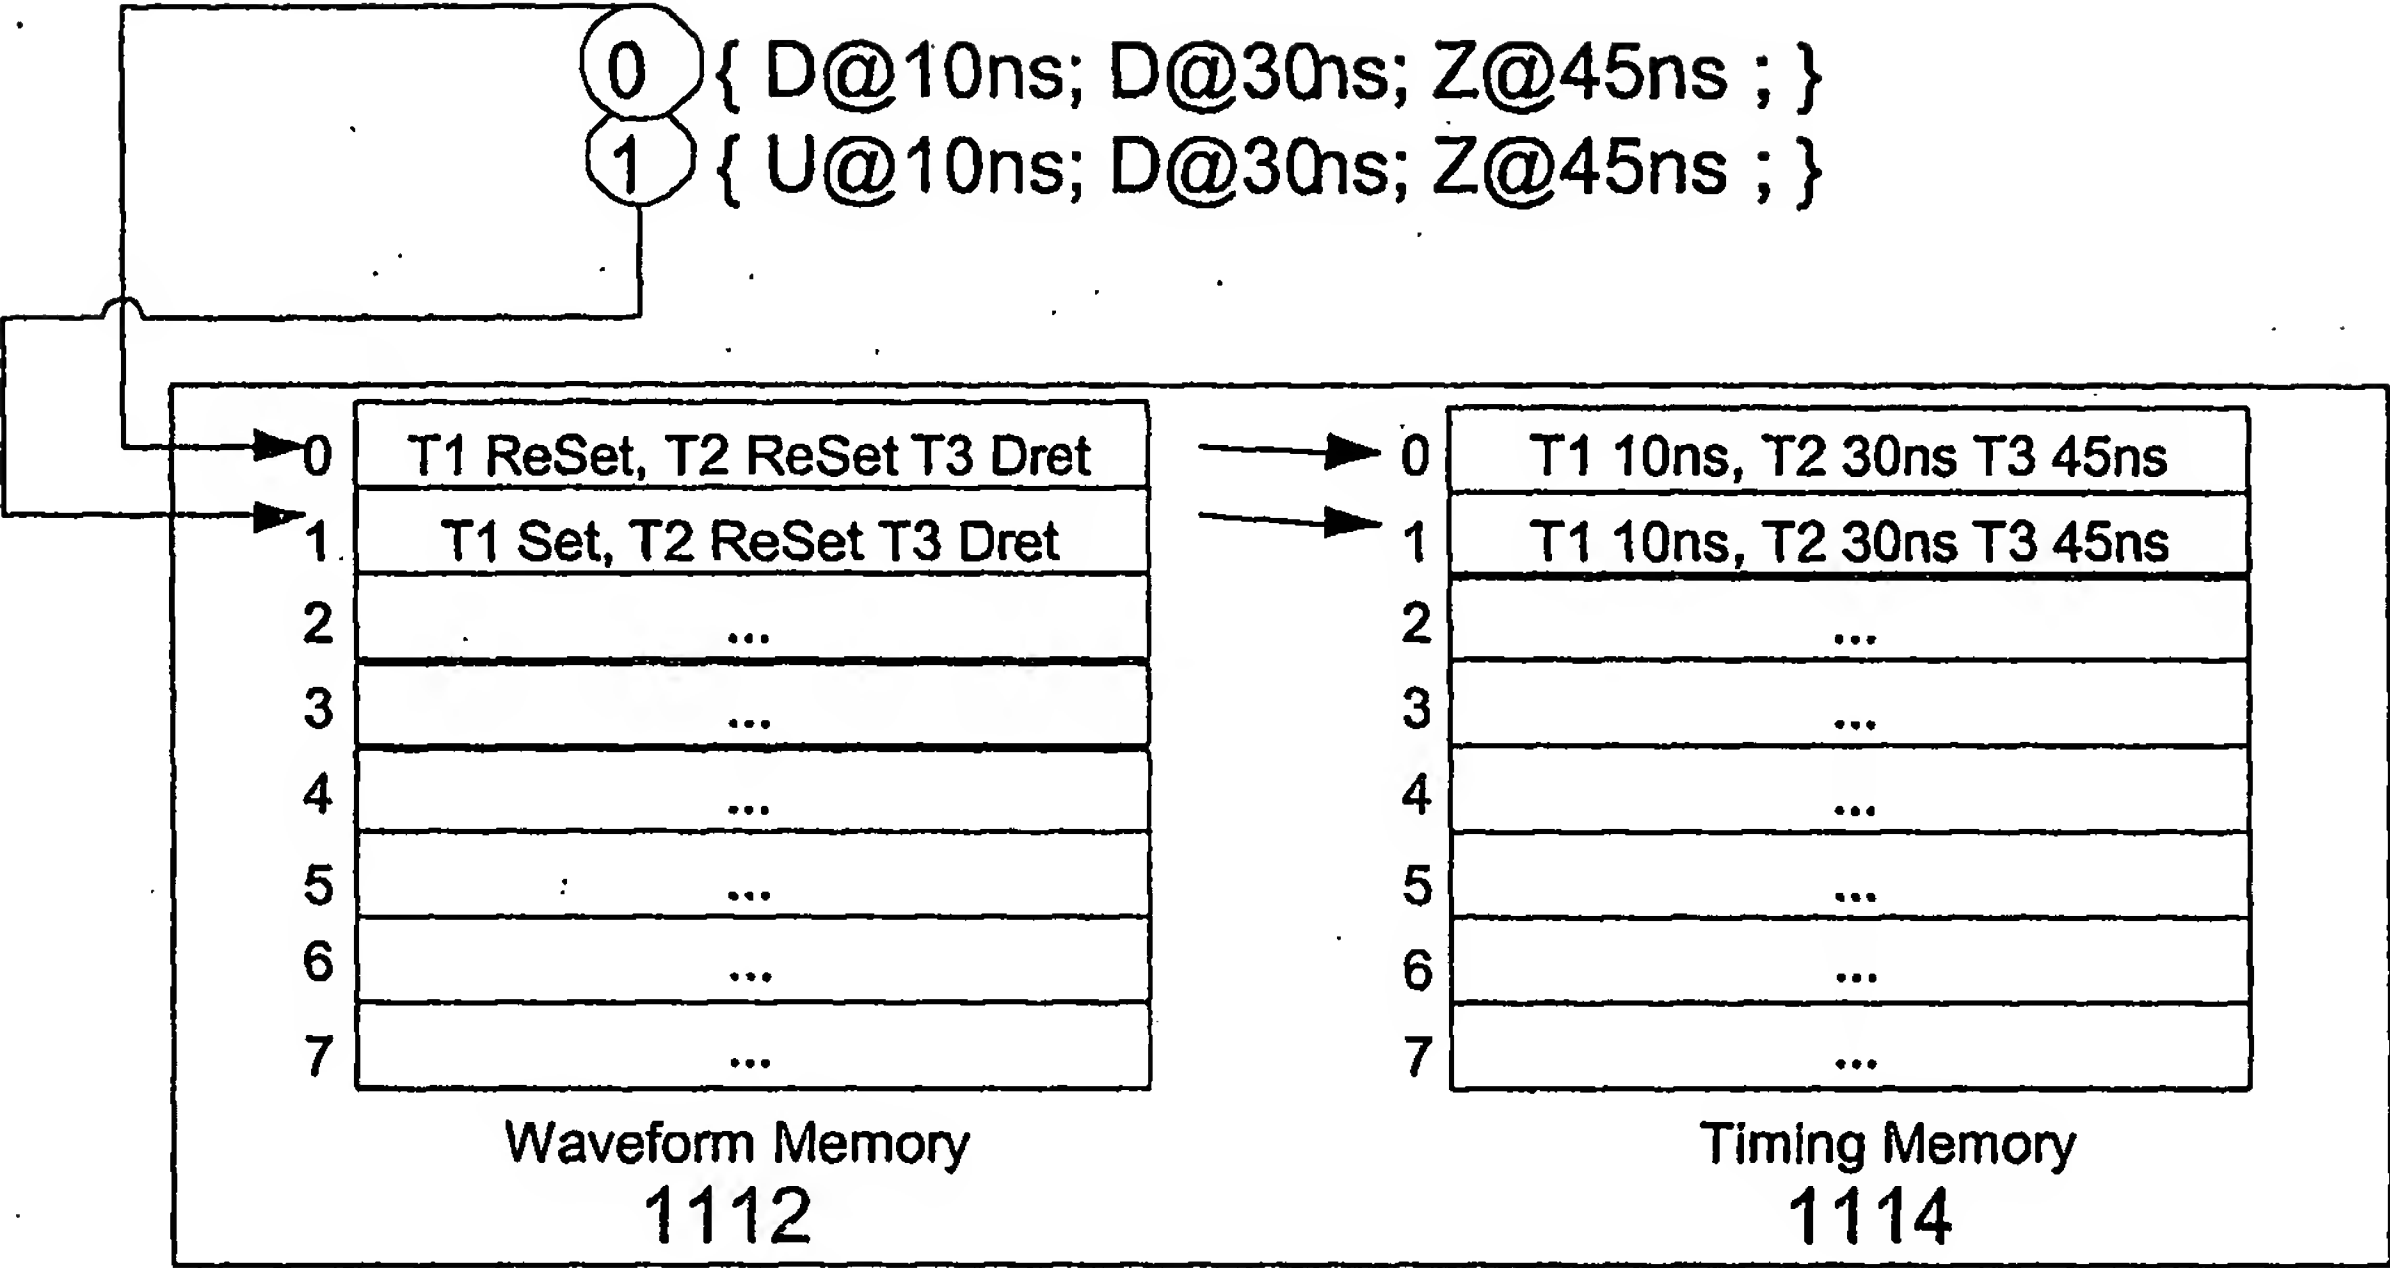 0 { D@10ns; D@30ns; Z@45ns ; }
1 { U@10ns; D@30ns; Z@45ns ; }
0 T1 ReSet, T2 ReSet T3 Dret 0 T1 10ns, T2 30ns T3 45ns
1 T1 Set, T2 ReSet T3 Dret 1 T1 10ns, T2 30ns T3 45ns
2 ... 2 ...
3 ... 3 ...
4 ... 4 ...
5 ... 5 ...
6 ... 6 ...
7 ... 7 ...
Waveform Memory Timing Memory
1112 1114